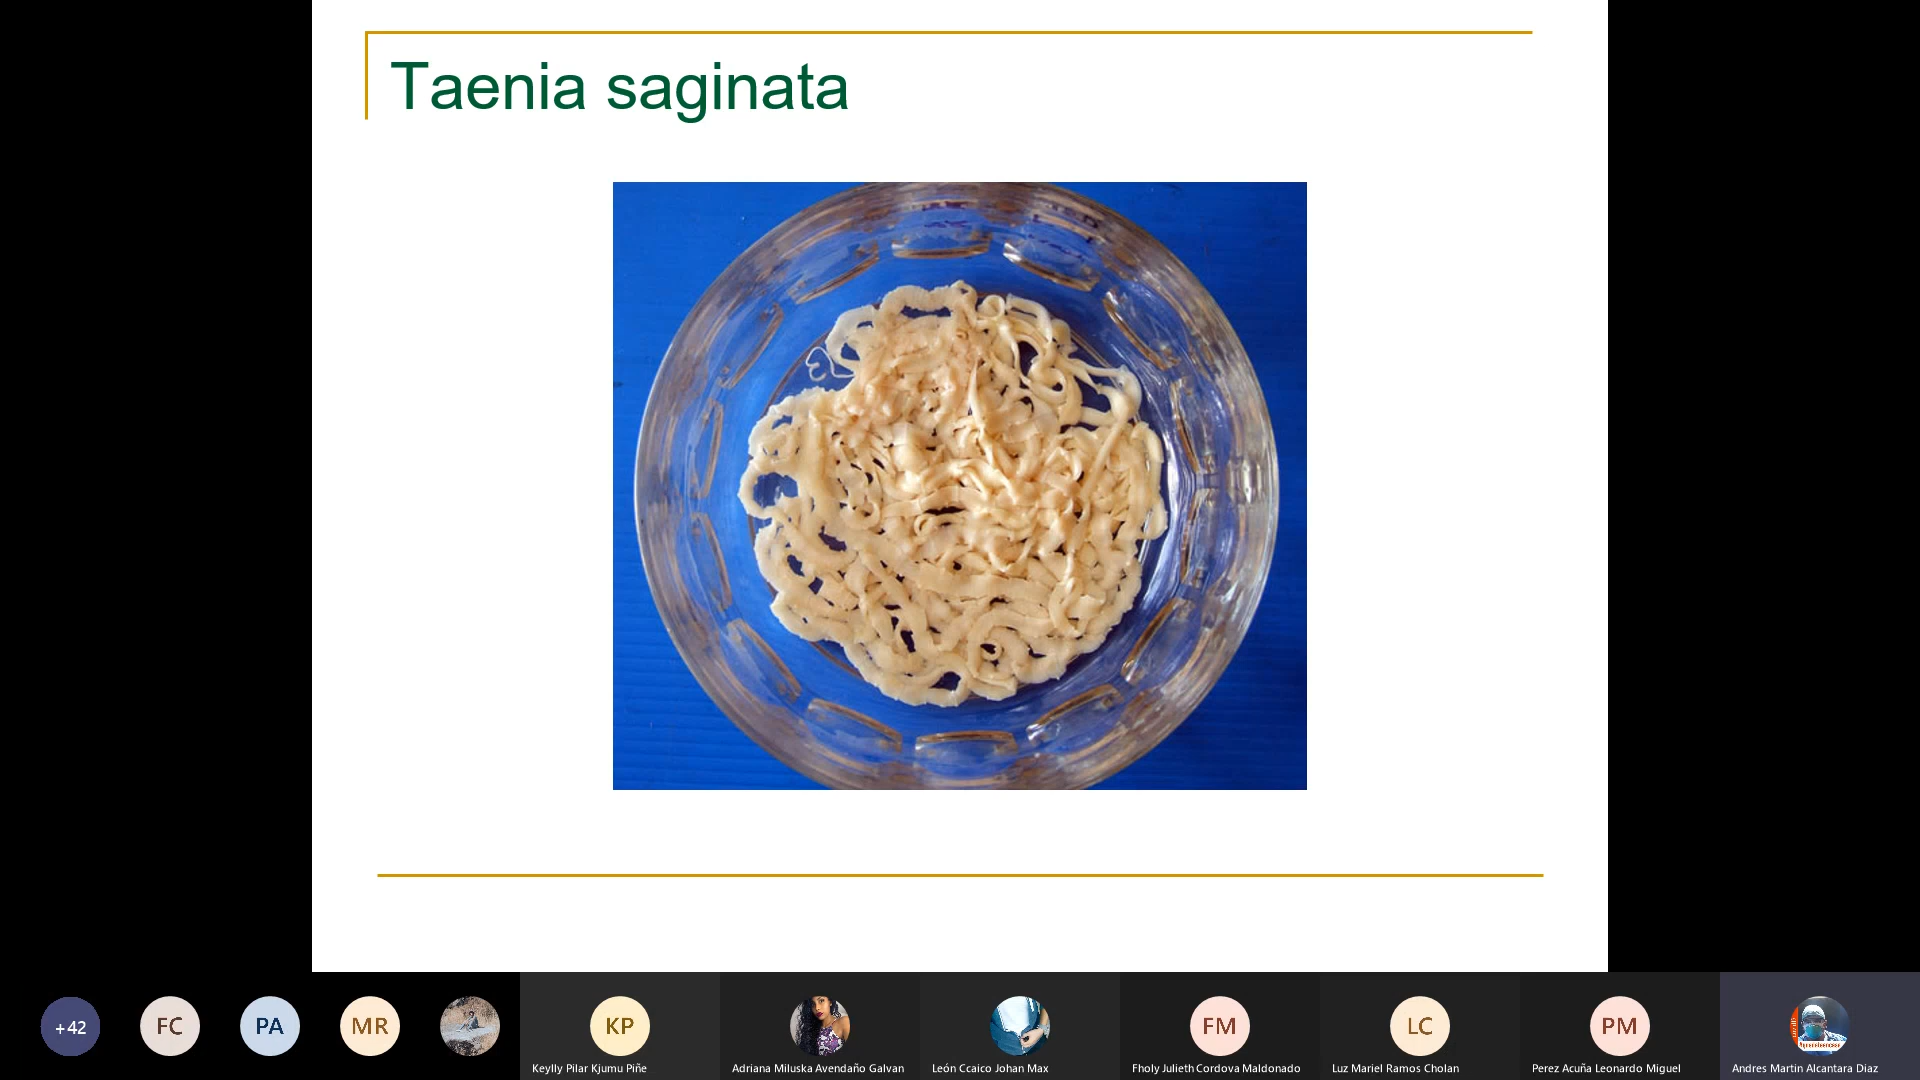 Taenia saginata
+42
FC
PA
MR
KP
FM
LC
PM
Keylly Pilar Kjumu Piñe
Adriana Miluska Avendaño Galvan
León Ccaico Johan Max
Fholy Julieth Cordova Maldonado
Luz Mariel Ramos Cholan
Perez Acuña Leonardo Miguel
Andres Martin Alcantara Diaz